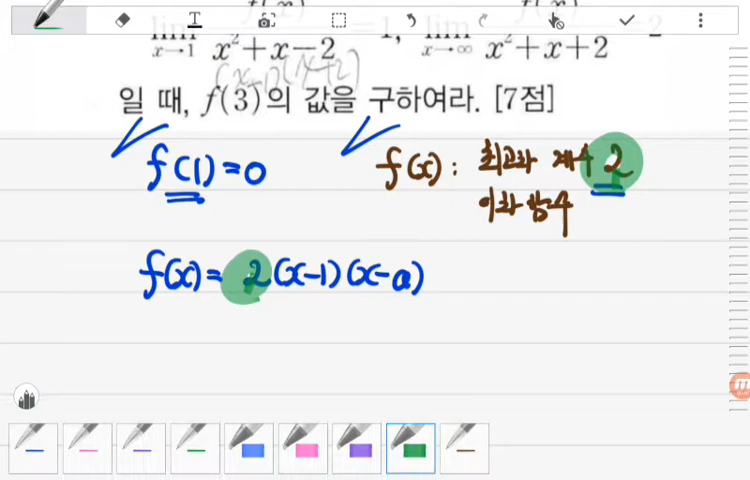 lim x→1 x²+x-2 =1, lim x→∞ x²+x+2 2
(x-1)(x+2)
일 때, f(3)의 값을 구하여라. [7점]
f(1)=0 f(x): 최고차 계수 2
이차함수
f(x)= 2(x-1)(x-a)